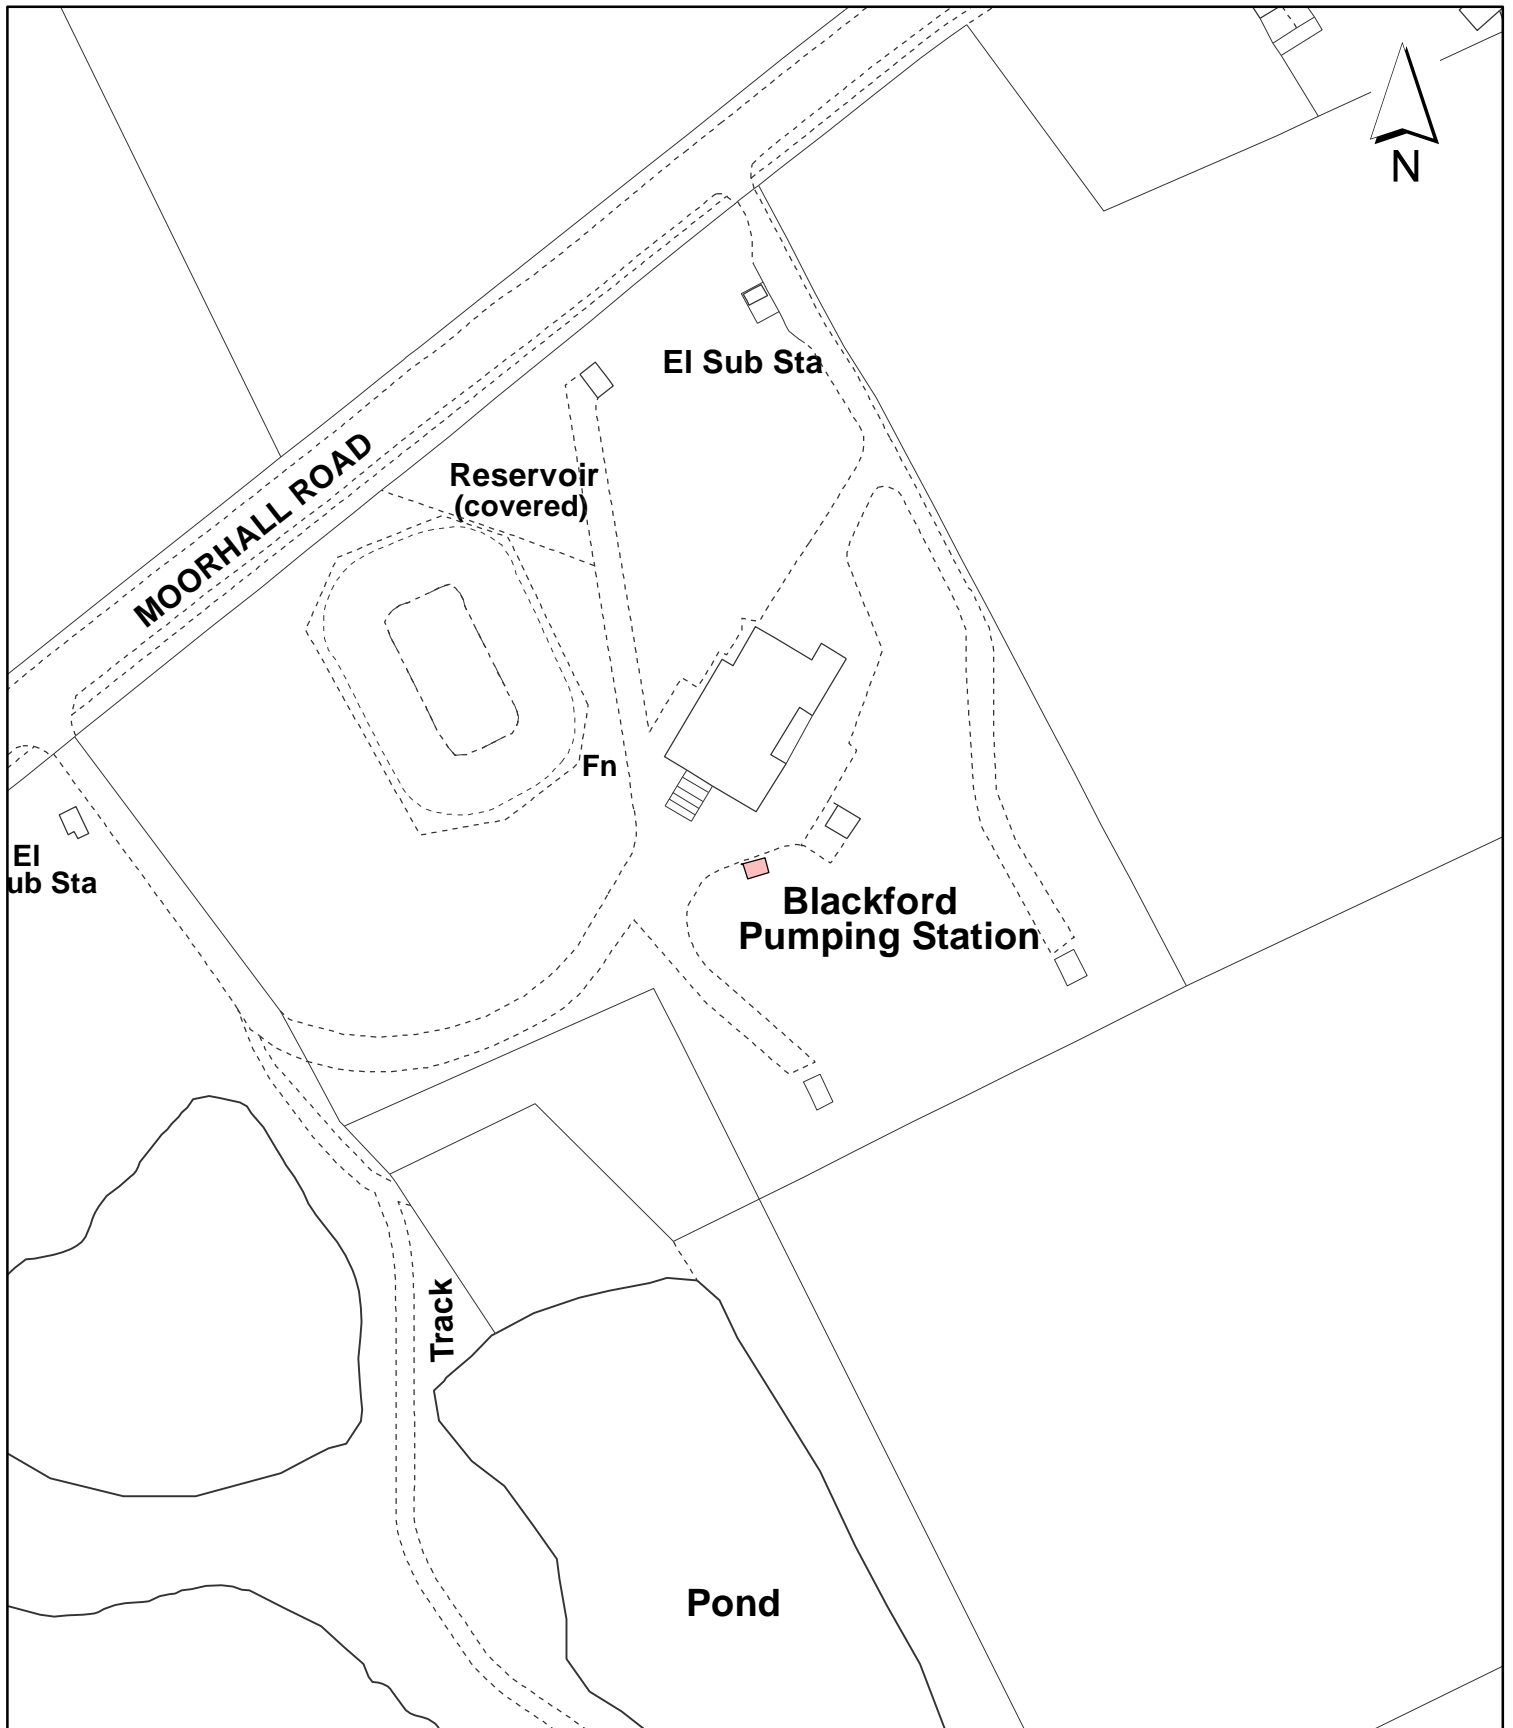 N
El Sub Sta
MOORHALL ROAD
Reservoir
(covered)
Fn
El
ub Sta
Blackford
Pumping Station
Track
Pond